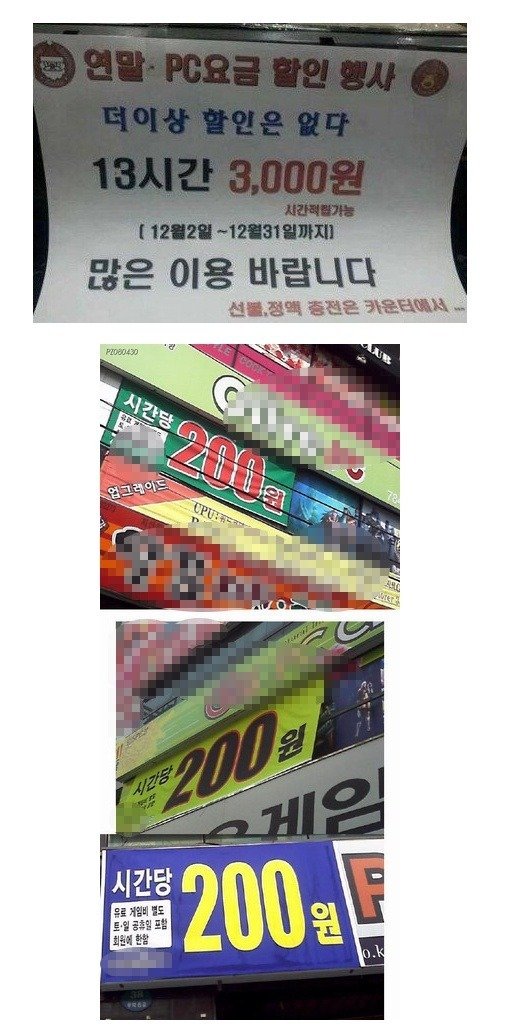 연말 PC요금 할인 행사
더이상 할인은 없다
13시간 3,000원
시간적립가능
( 12월2일 ~12월31일까지)
많은 이용 바랍니다
선불,정액 충전은 카운터에서 ...
PZ080430
CLUB
시간당
200원
업그레이드
CPU:
시간당
200원
게임
시간당
200원
유료 게임비 별도
토·일 공휴일 포함
회원에 한함
P
o.k